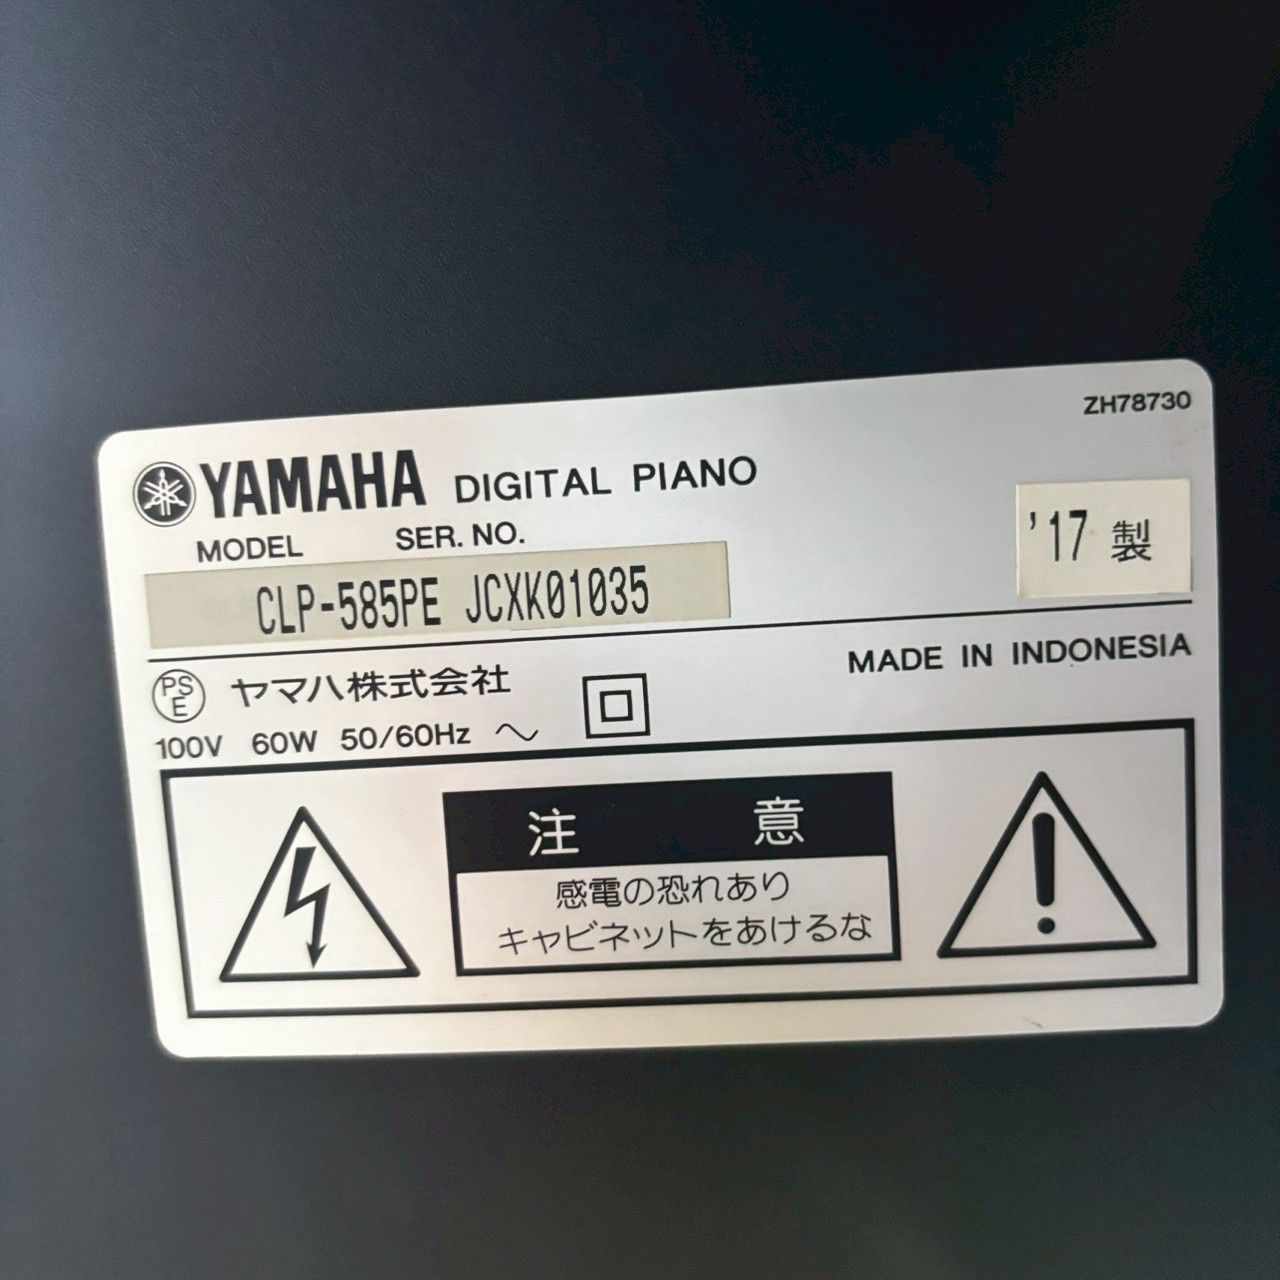 ZH78730
YAMAHA DIGITAL PIANO
MODEL SER. NO.
CLP-585PE JCXK01035
'17 製
PSE ヤマハ株式会社
MADE IN INDONESIA
100V 60W 50/60Hz ～
注意
感電の恐れあり
キャビネットをあけるな